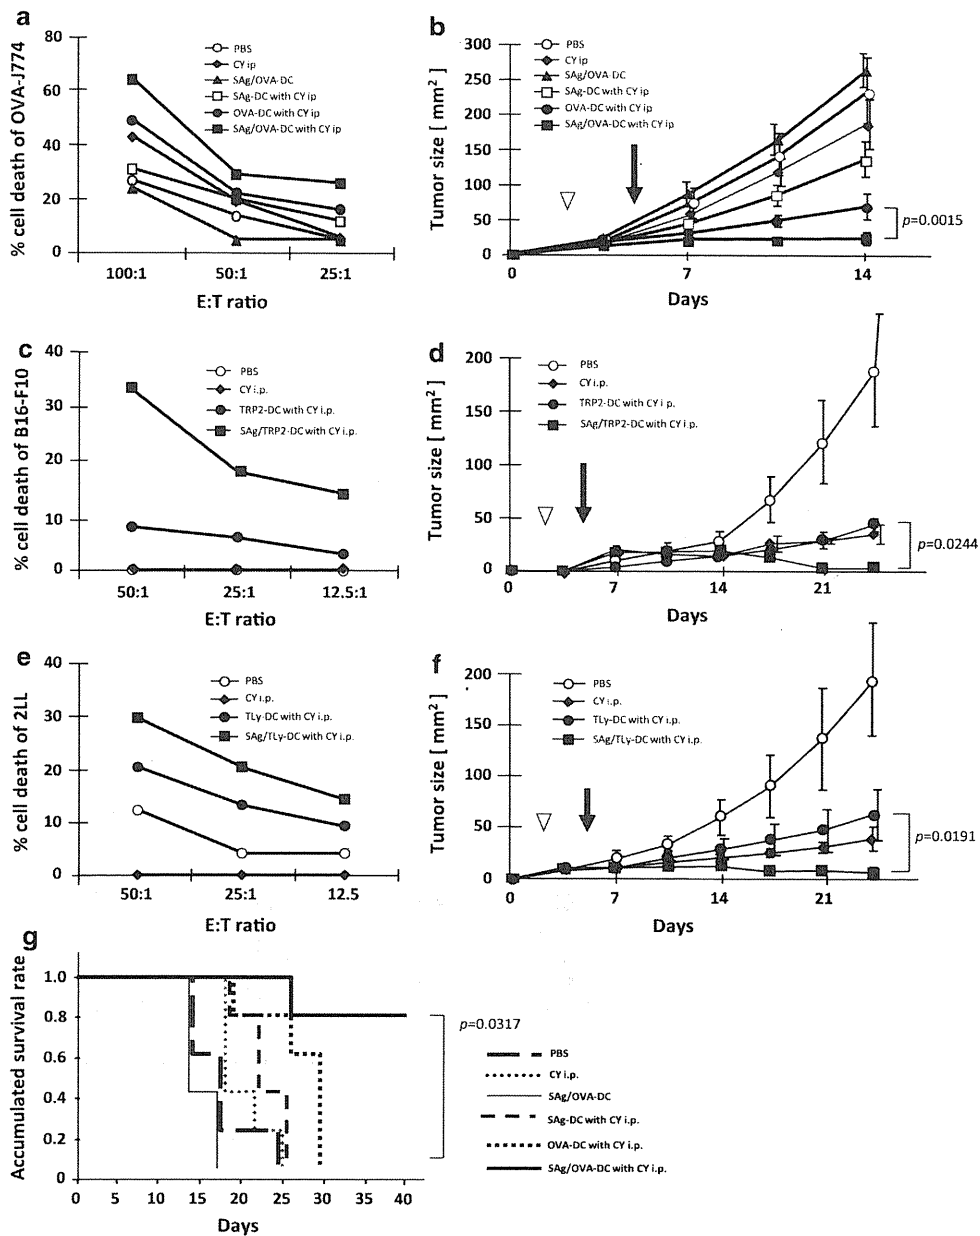 a
% cell death of OVA-J774
80
60
40
20
0
100:1
50:1
25:1
E:T ratio
PBS
CY ip
SAg/OVA-DC
SAg-DC with CY ip
OVA-DC with CY ip
SAg/OVA-DC with CY ip
b
Tumor size [ mm² ]
300
250
200
150
100
50
0
0
7
14
Days
PBS
CY ip
SAg/OVA-DC
SAg-DC with CY ip
OVA-DC with CY ip
SAg/OVA-DC with CY ip
p=0.0015
c
% cell death of B16-F10
40
30
20
10
0
50:1
25:1
12.5:1
E:T ratio
PBS
CY i.p.
TRP2-DC with CY i.p.
SAg/TRP2-DC with CY i.p.
d
Tumor size [ mm² ]
200
150
100
50
0
0
7
14
21
Days
PBS
CY i.p.
TRP2-DC with CY i.p.
SAg/TRP2-DC with CY i.p.
p=0.0244
e
% cell death of 2LL
40
30
20
10
0
50:1
25:1
12.5
E:T ratio
PBS
CY i.p.
TLy-DC with CY i.p.
SAg/TLy-DC with CY i.p.
f
Tumor size [ mm² ]
200
150
100
50
0
0
7
14
21
Days
PBS
CY i.p.
TLy-DC with CY i.p.
SAg/TLy-DC with CY i.p.
p=0.0191
g
Accumulated survival rate
1.0
0.8
0.6
0.4
0.2
0
0
5
10
15
20
25
30
35
40
Days
p=0.0317
PBS
CY i.p.
SAg/OVA-DC
SAg-DC with CY i.p.
OVA-DC with CY i.p.
SAg/OVA-DC with CY i.p.